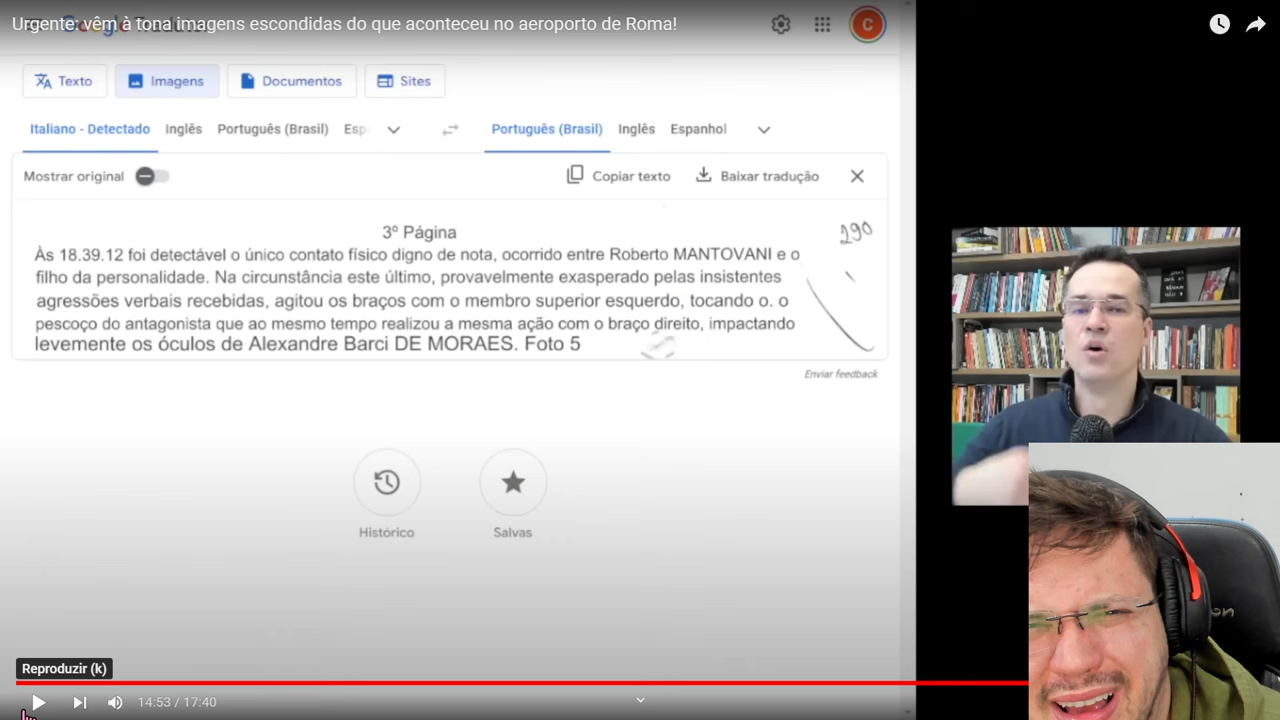 Urgente: vêm à tona imagens escondidas do que aconteceu no aeroporto de Roma!
C
Texto
Imagens
Documentos
Sites
Italiano - Detectado Inglês Português (Brasil) Esp
Português (Brasil) Inglês Espanhol
Mostrar original
Copiar texto
Baixar tradução
3º Página
290
Às 18.39.12 foi detectável o único contato físico digno de nota, ocorrido entre Roberto MANTOVANI e o
filho da personalidade. Na circunstância este último, provavelmente exasperado pelas insistentes
agressões verbais recebidas, agitou os braços com o membro superior esquerdo, tocando o. o
pescoço do antagonista que ao mesmo tempo realizou a mesma ação com o braço direito, impactando
levemente os óculos de Alexandre Barci DE MORAES. Foto 5
Enviar feedback
Histórico
Salvas
Reproduzir (k)
14:53 / 17:40